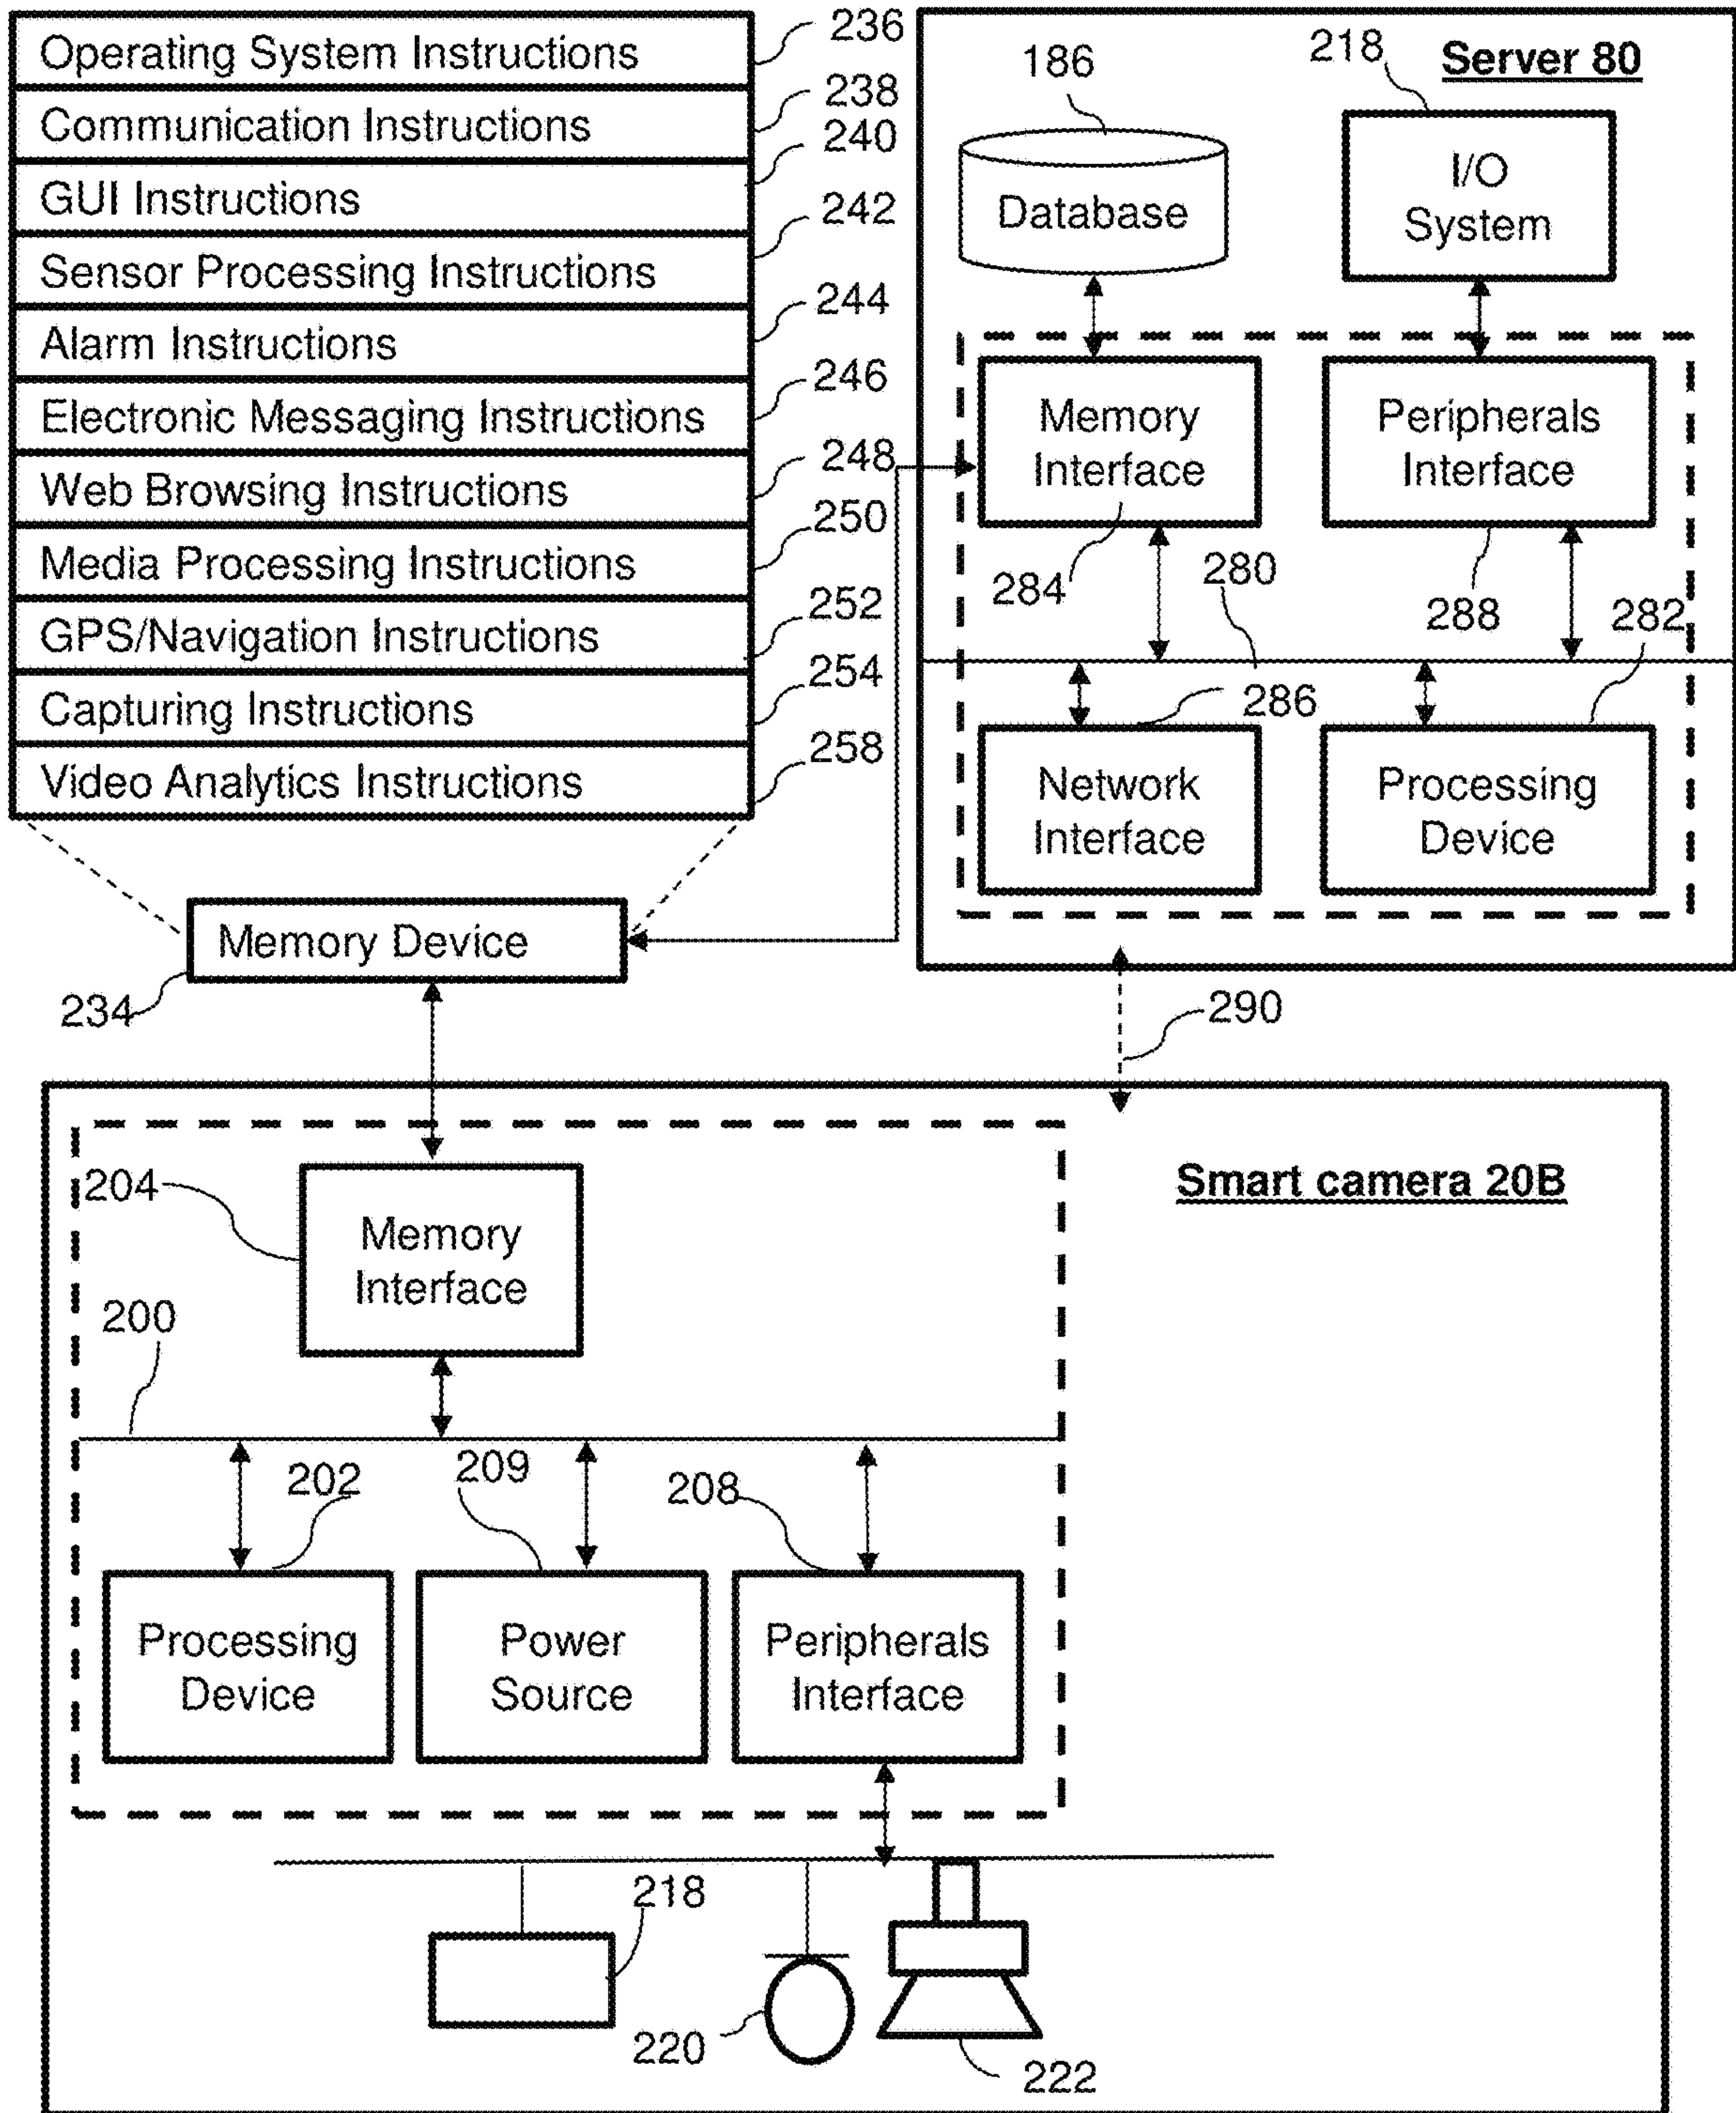 Operating System Instructions
236
Communication Instructions
238
GUI Instructions
240
Sensor Processing Instructions
242
Alarm Instructions
244
Electronic Messaging Instructions
246
Web Browsing Instructions
248
Media Processing Instructions
250
GPS/Navigation Instructions
252
Capturing Instructions
254
Video Analytics Instructions
258
Memory Device
234
Server 80
186
218
Database
I/O
System
Memory
Interface
Peripherals
Interface
284
280
288
282
286
Network
Interface
Processing
Device
290
Smart camera 20B
204
Memory
Interface
200
202
209
208
Processing
Device
Power
Source
Peripherals
Interface
218
220
222